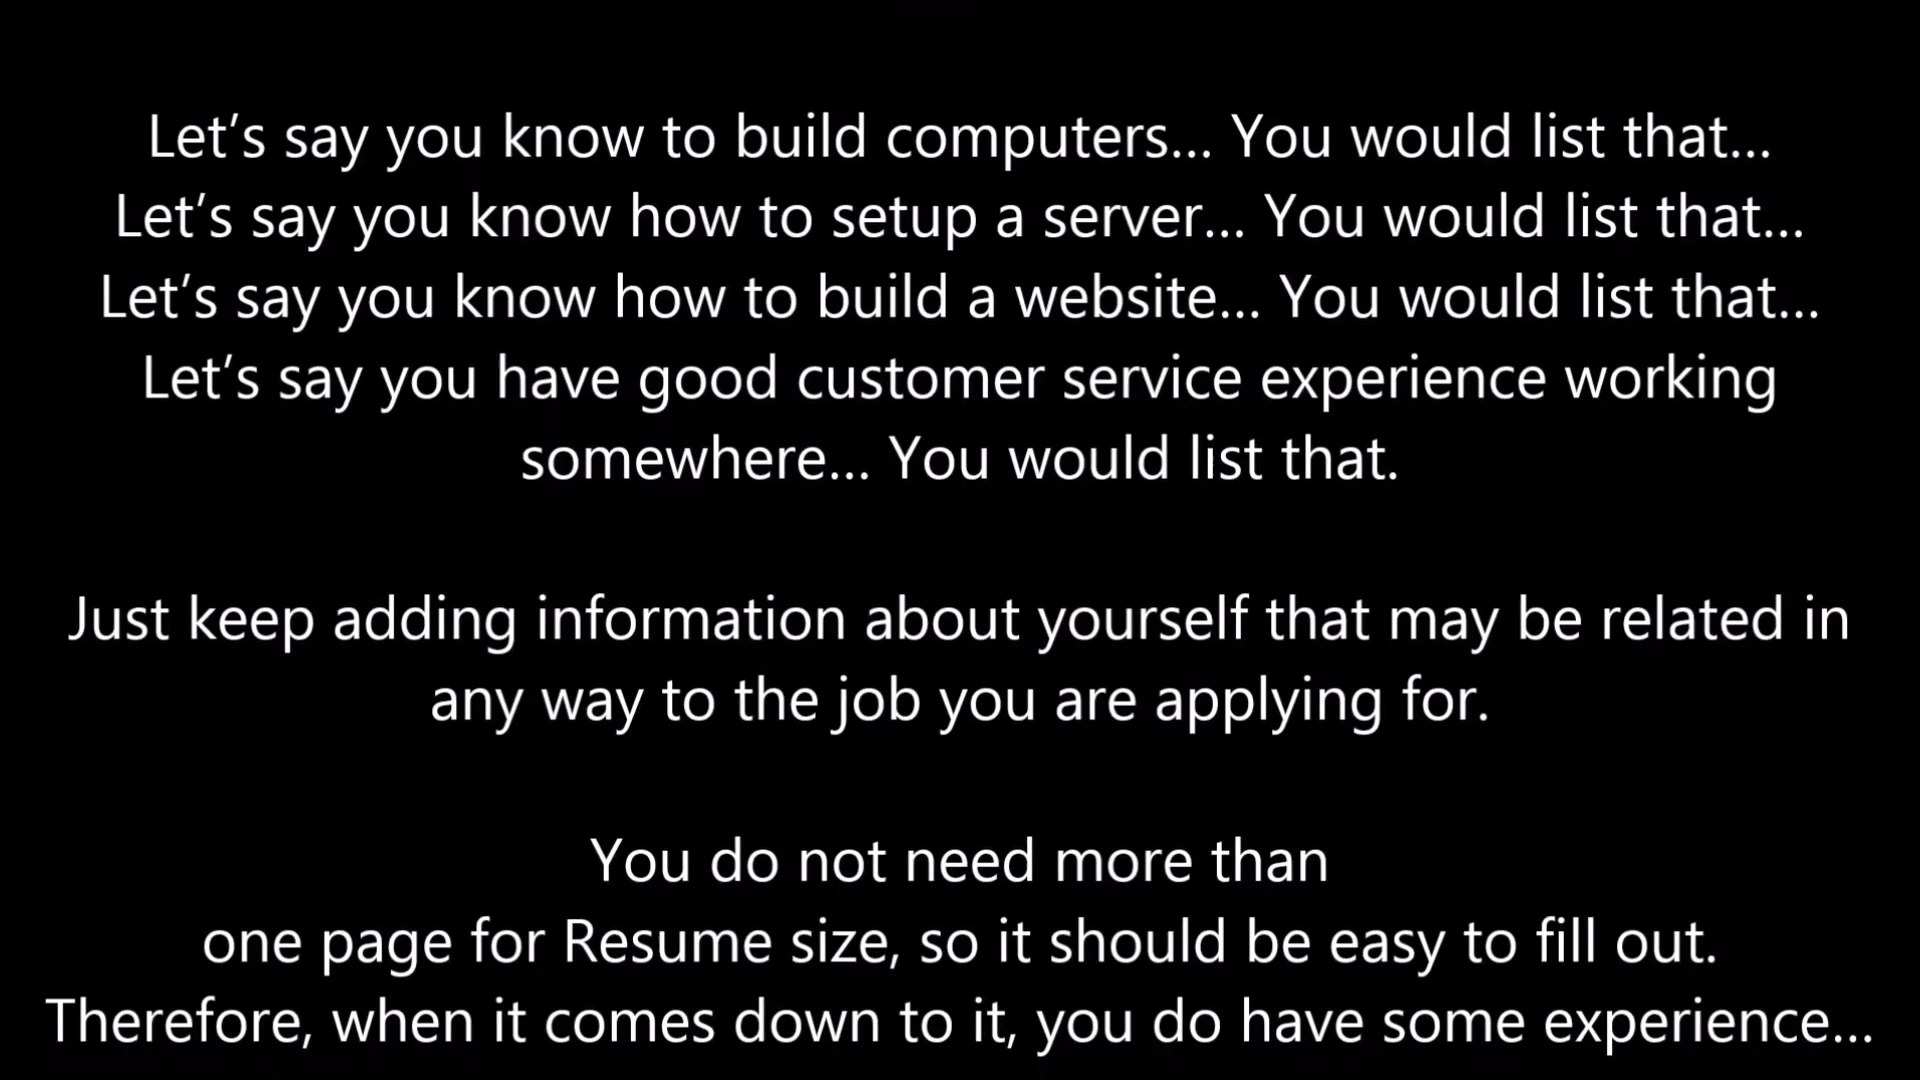 Let’s say you know to build computers... You would list that...
Let’s say you know how to setup a server... You would list that...
Let’s say you know how to build a website... You would list that...
Let’s say you have good customer service experience working
somewhere... You would list that.
Just keep adding information about yourself that may be related in
any way to the job you are applying for.
You do not need more than
one page for Resume size, so it should be easy to fill out.
Therefore, when it comes down to it, you do have some experience...